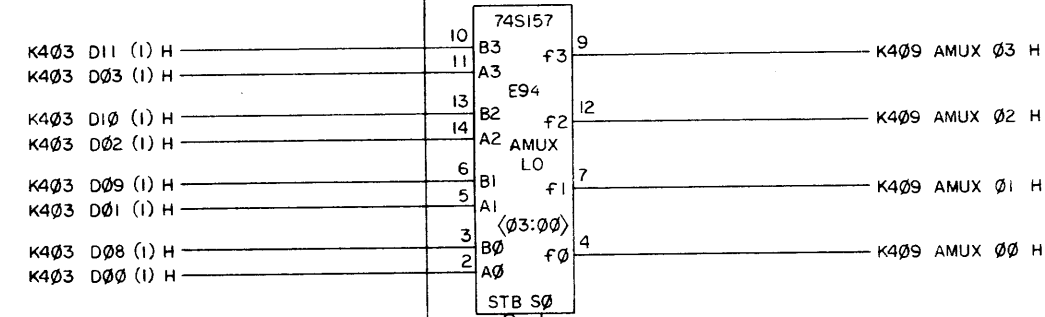 74S157
K4Ø3 D11 (1) H 10 B3 f3 9 K4Ø9 AMUX Ø3 H
K4Ø3 DØ3 (1) H 11 A3
E94
K4Ø3 D1Ø (1) H 13 B2 f2 12 K4Ø9 AMUX Ø2 H
K4Ø3 DØ2 (1) H 14 A2
AMUX
LO
K4Ø3 DØ9 (1) H 6 B1 f1 7 K4Ø9 AMUX Ø1 H
K4Ø3 DØ1 (1) H 5 A1
<Ø3:ØØ>
K4Ø3 DØ8 (1) H 3 BØ fØ 4 K4Ø9 AMUX ØØ H
K4Ø3 DØØ (1) H 2 AØ
STB SØ